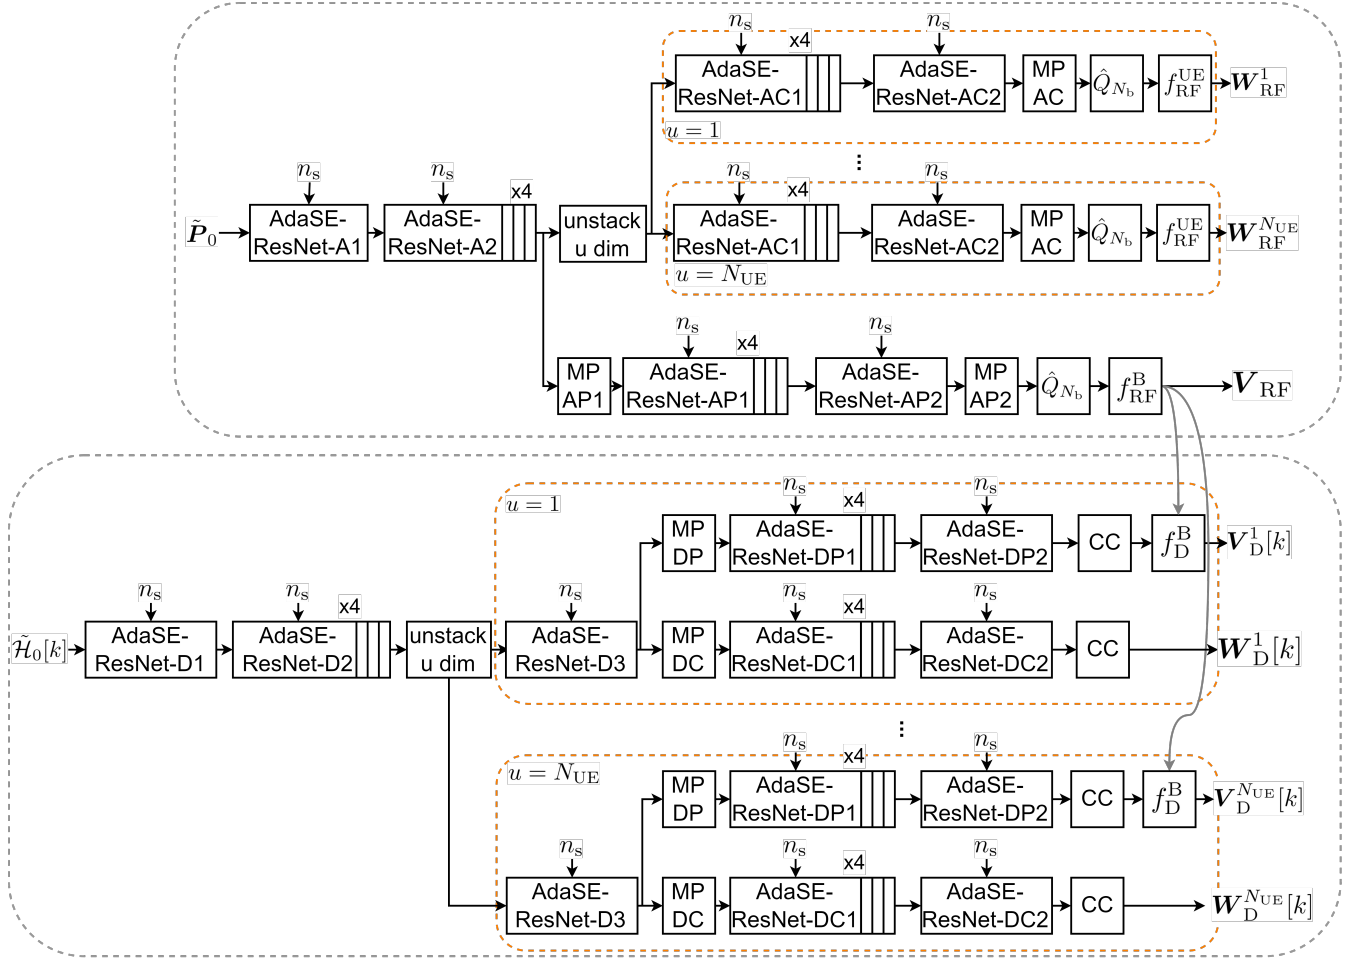 n_s n_s
x4
AdaSE-
ResNet-AC1
AdaSE-
ResNet-AC2
MP
AC
Q̂_{N_b}
f_RF^UE
W_RF^1
u = 1
...
n_s n_s n_s n_s
x4 x4
P̃_0
AdaSE-
ResNet-A1
AdaSE-
ResNet-A2
unstack
u dim
AdaSE-
ResNet-AC1
AdaSE-
ResNet-AC2
MP
AC
Q̂_{N_b}
f_RF^UE
W_RF^{N_UE}
u = N_UE
n_s n_s
x4
MP
AP1
AdaSE-
ResNet-AP1
AdaSE-
ResNet-AP2
MP
AP2
Q̂_{N_b}
f_RF^B
V_RF
u = 1
n_s n_s
x4
MP
DP
AdaSE-
ResNet-DP1
AdaSE-
ResNet-DP2
CC
f_D^B
V_D^1[k]
n_s n_s n_s n_s n_s
x4 x4
H̃_0[k]
AdaSE-
ResNet-D1
AdaSE-
ResNet-D2
unstack
u dim
AdaSE-
ResNet-D3
MP
DC
AdaSE-
ResNet-DC1
AdaSE-
ResNet-DC2
CC
W_D^1[k]
...
u = N_UE
n_s n_s
x4
MP
DP
AdaSE-
ResNet-DP1
AdaSE-
ResNet-DP2
CC
f_D^B
V_D^{N_UE}[k]
n_s n_s n_s
x4
AdaSE-
ResNet-D3
MP
DC
AdaSE-
ResNet-DC1
AdaSE-
ResNet-DC2
CC
W_D^{N_UE}[k]